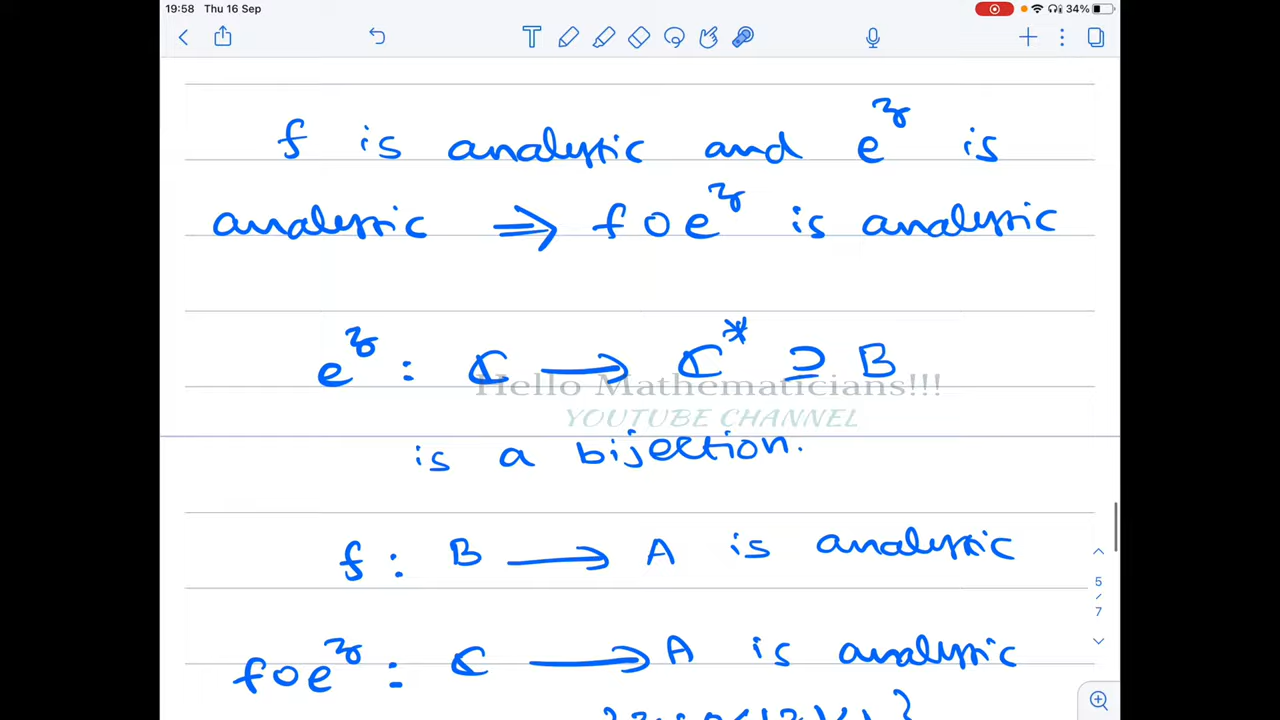 19:58 Thu 16 Sep
34%
f is analytic and e^z is
analytic ⇒ f o e^z is analytic
e^z : ℂ ⟶ ℂ* ⊇ B
Hello Mathematicians!!!
YOUTUBE CHANNEL
is a bijection.
f : B ⟶ A is analytic
5
/
7
f o e^z : ℂ ⟶ A is analytic